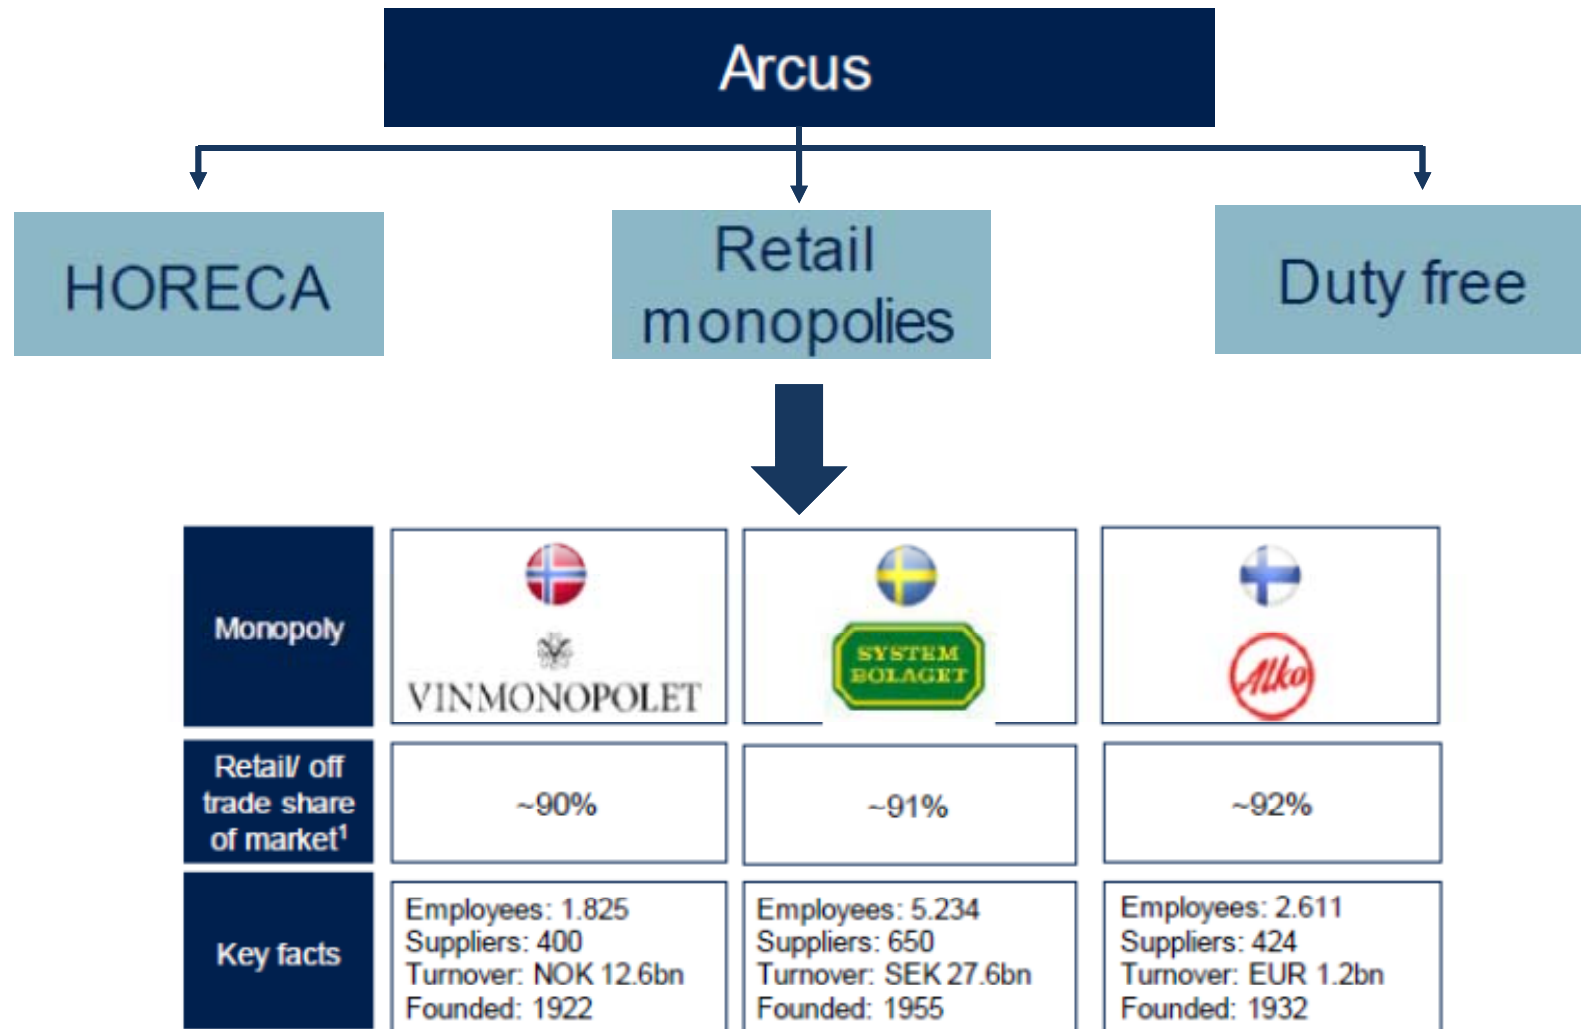 Arcus
HORECA
Retail
monopolies
Duty free
Monopoly
VINMONOPOLET
SYSTEM
BOLAGET
Alko
Retail/ off
trade share
of market¹
~90%
~91%
~92%
Key facts
Employees: 1.825
Suppliers: 400
Turnover: NOK 12.6bn
Founded: 1922
Employees: 5.234
Suppliers: 650
Turnover: SEK 27.6bn
Founded: 1955
Employees: 2.611
Suppliers: 424
Turnover: EUR 1.2bn
Founded: 1932